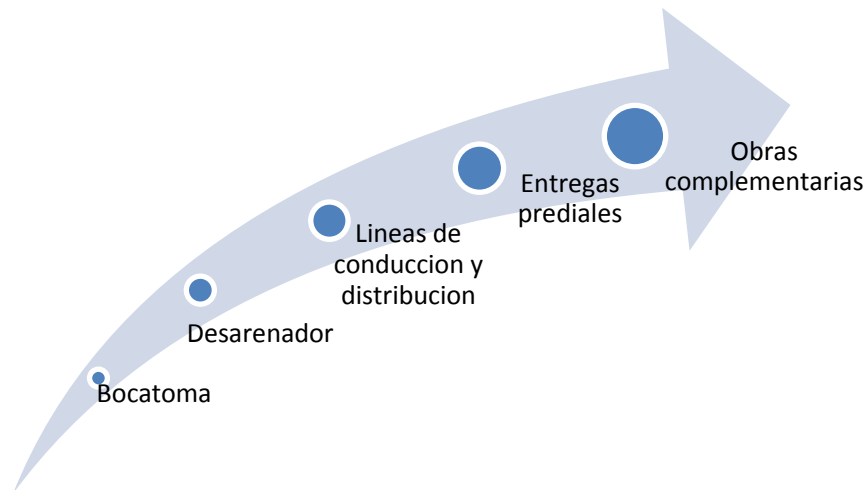 Bocatoma
Desarenador
Lineas de
conduccion y
distribucion
Entregas
prediales
Obras
complementarias